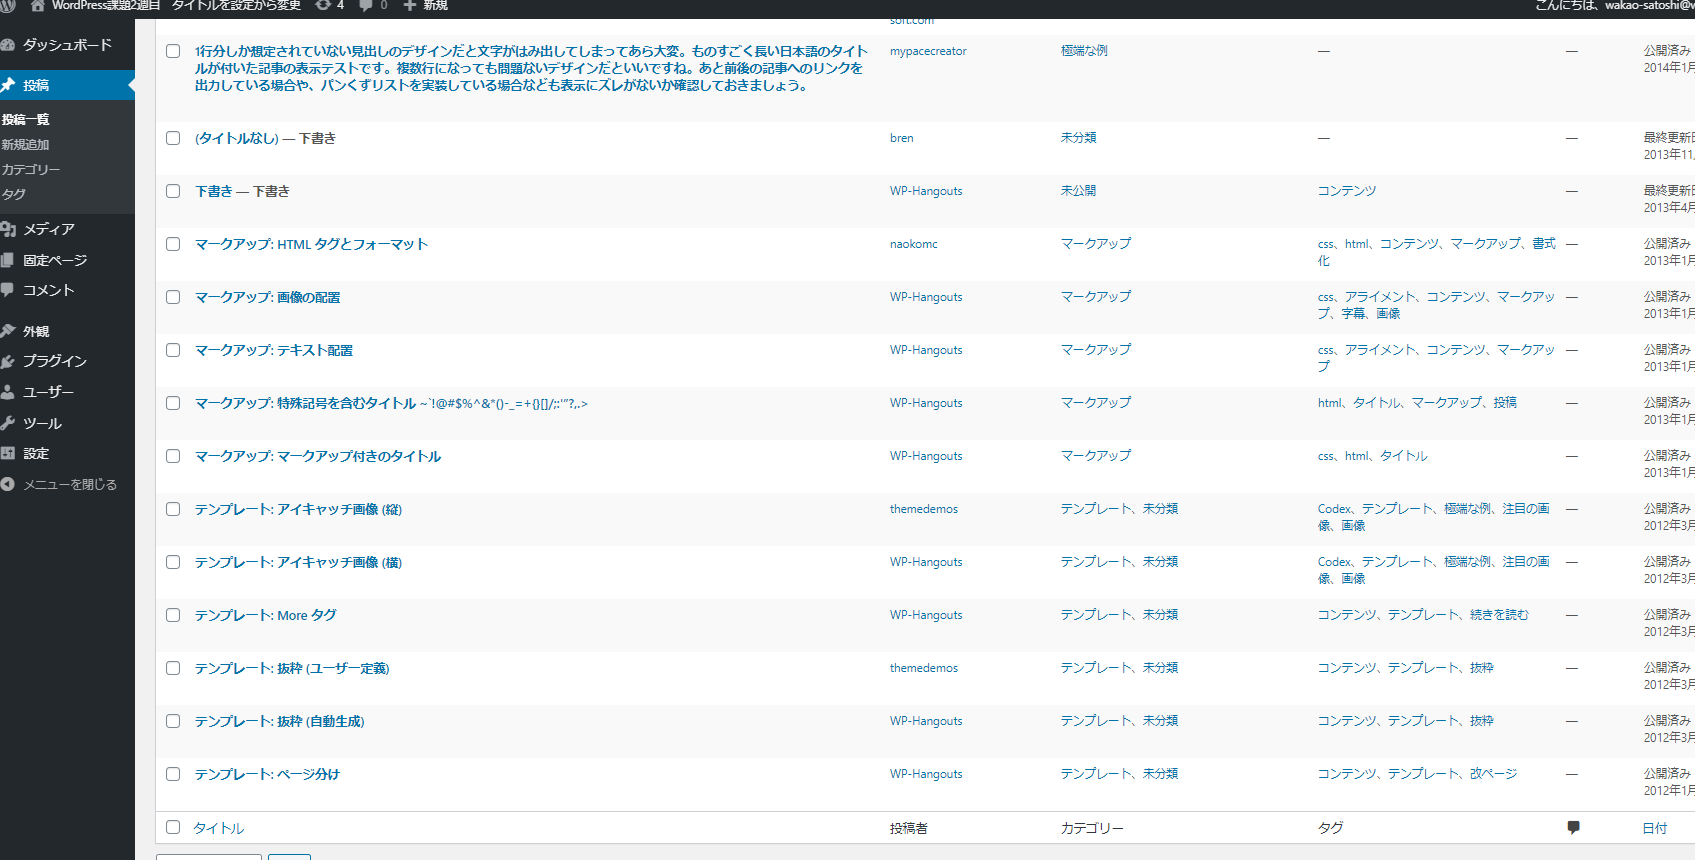 WordPress課題2週目 タイトルを設定から変更 4 0 新規
こんにちは、wakao-satoshi@w
ダッシュボード
投稿
投稿一覧
新規追加
カテゴリー
タグ
メディア
固定ページ
コメント
外観
プラグイン
ユーザー
ツール
設定
メニューを閉じる
soft.com
1行分しか想定されていない見出しのデザインだと文字がはみ出してしまってあら大変。ものすごく長い日本語のタイト
ルが付いた記事の表示テストです。複数行になっても問題ないデザインだといいですね。あと前後の記事へのリンクを
出力している場合や、パンくずリストを実装している場合なども表示にズレがないか確認しておきましょう。
mypacecreator
極端な例
—
—
公開済み
2014年1月
(タイトルなし) — 下書き
bren
未分類
—
—
最終更新日
2013年11
下書き — 下書き
WP-Hangouts
未公開
コンテンツ
—
最終更新日
2013年4月
マークアップ: HTML タグとフォーマット
naokomc
マークアップ
css、html、コンテンツ、マークアップ、書式
化
—
公開済み
2013年1月
マークアップ: 画像の配置
WP-Hangouts
マークアップ
css、アライメント、コンテンツ、マークアッ
プ、字幕、画像
—
公開済み
2013年1月
マークアップ: テキスト配置
WP-Hangouts
マークアップ
css、アライメント、コンテンツ、マークアッ
プ
—
公開済み
2013年1月
マークアップ: 特殊記号を含むタイトル ~`!@#$%^&*()-_=+{}[]/;:'"?,.>
WP-Hangouts
マークアップ
html、タイトル、マークアップ、投稿
—
公開済み
2013年1月
マークアップ: マークアップ付きのタイトル
WP-Hangouts
マークアップ
css、html、タイトル
—
公開済み
2013年1月
テンプレート: アイキャッチ画像 (縦)
themedemos
テンプレート、未分類
Codex、テンプレート、極端な例、注目の画
像、画像
—
公開済み
2012年3月
テンプレート: アイキャッチ画像 (横)
WP-Hangouts
テンプレート、未分類
Codex、テンプレート、極端な例、注目の画
像、画像
—
公開済み
2012年3月
テンプレート: More タグ
WP-Hangouts
テンプレート、未分類
コンテンツ、テンプレート、続きを読む
—
公開済み
2012年3月
テンプレート: 抜粋 (ユーザー定義)
themedemos
テンプレート、未分類
コンテンツ、テンプレート、抜粋
—
公開済み
2012年3月
テンプレート: 抜粋 (自動生成)
WP-Hangouts
テンプレート、未分類
コンテンツ、テンプレート、抜粋
—
公開済み
2012年3月
テンプレート: ページ分け
WP-Hangouts
テンプレート、未分類
コンテンツ、テンプレート、改ページ
—
公開済み
2012年1月
タイトル
投稿者
カテゴリー
タグ
日付